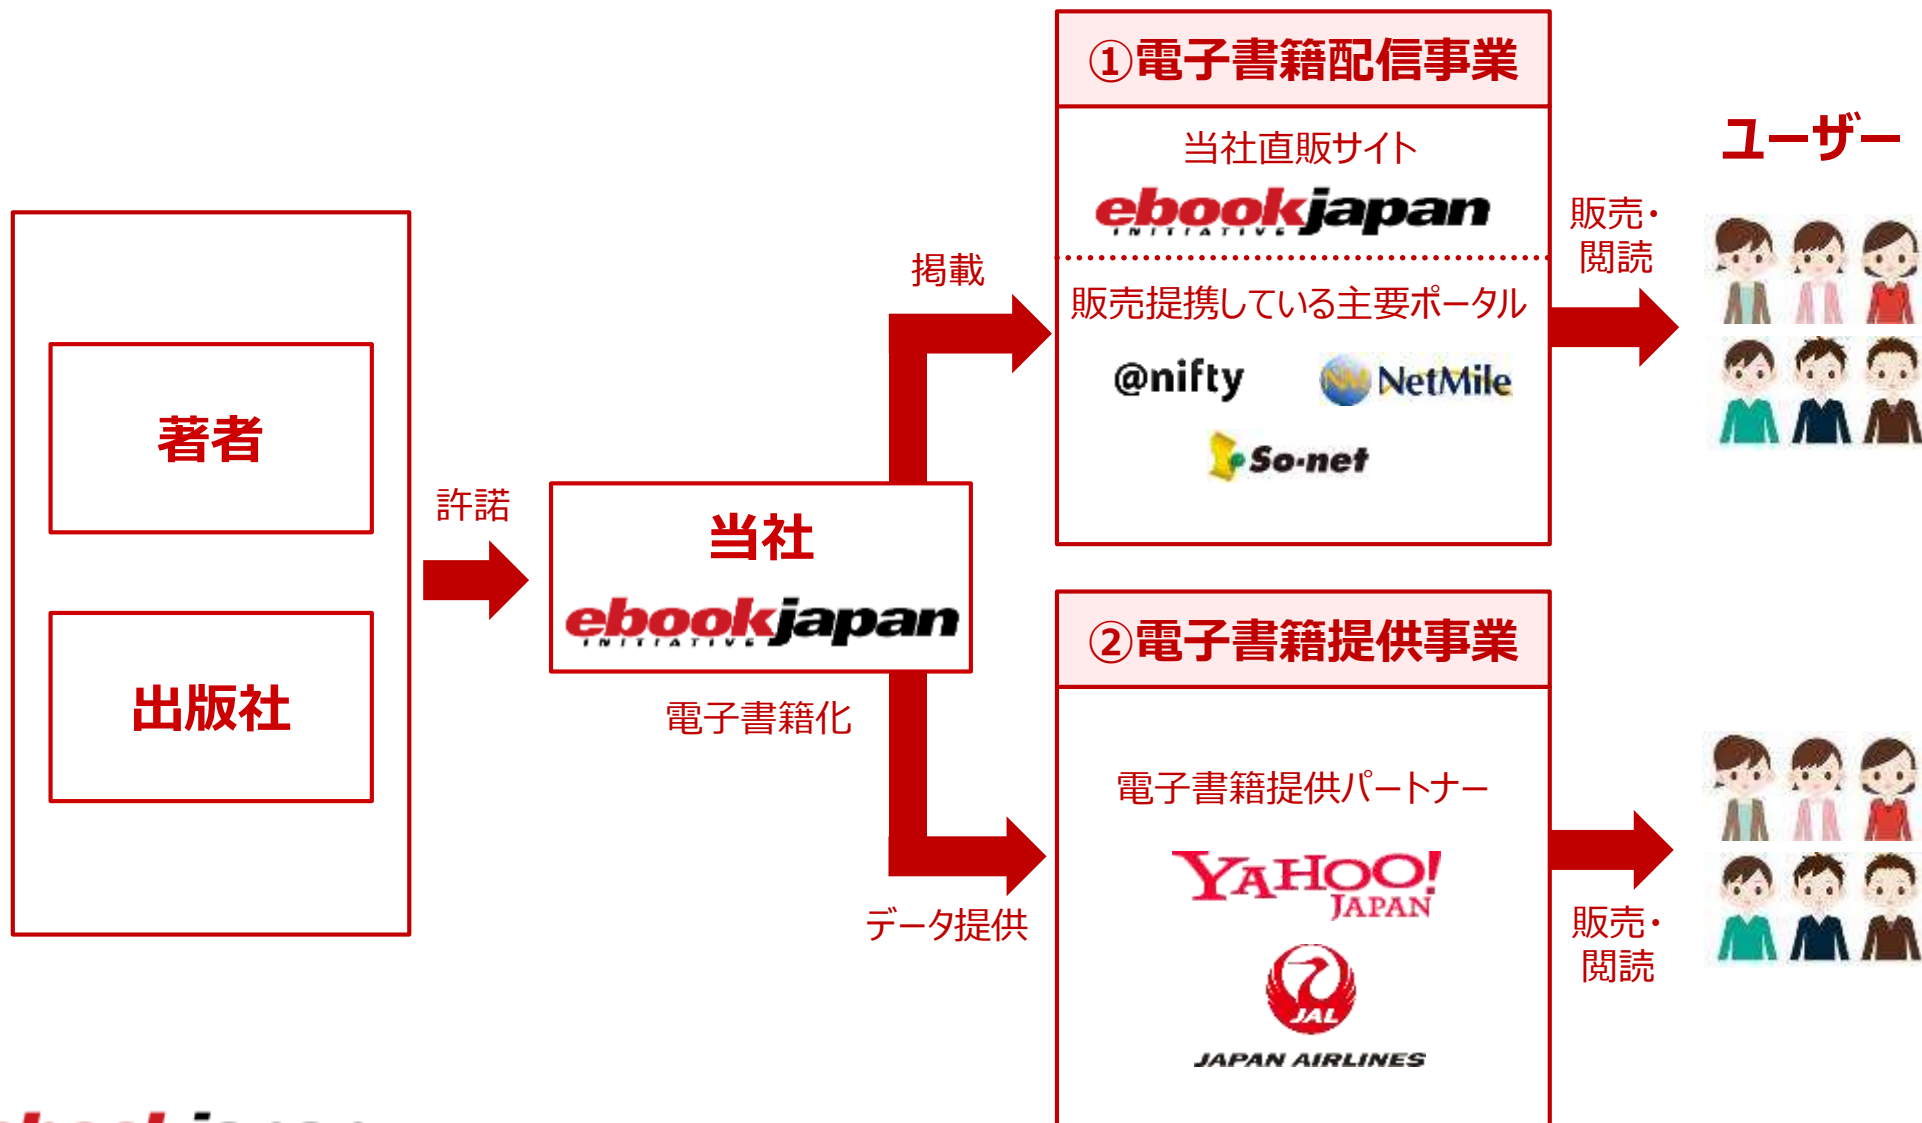 著者
出版社
許諾
当社
ebookjapan
INITIATIVE
電子書籍化
掲載
データ提供
①電子書籍配信事業
当社直販サイト
ebookjapan
INITIATIVE
販売提携している主要ポータル
@nifty
NM NetMile
So-net
販売・
閲読
ユーザー
②電子書籍提供事業
電子書籍提供パートナー
YAHOO!
JAPAN
JAL
JAPAN AIRLINES
販売・
閲読